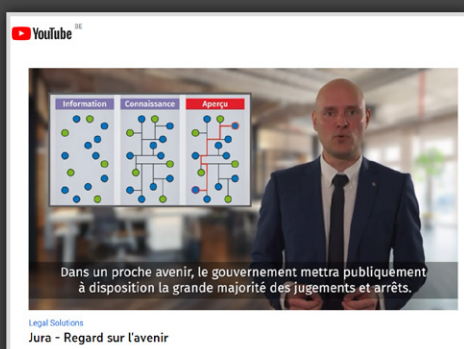 YouTube BE
Information Connaissance Aperçu
Dans un proche avenir, le gouvernement mettra publiquement
à disposition la grande majorité des jugements et arrêts.
Legal Solutions
Jura - Regard sur l'avenir